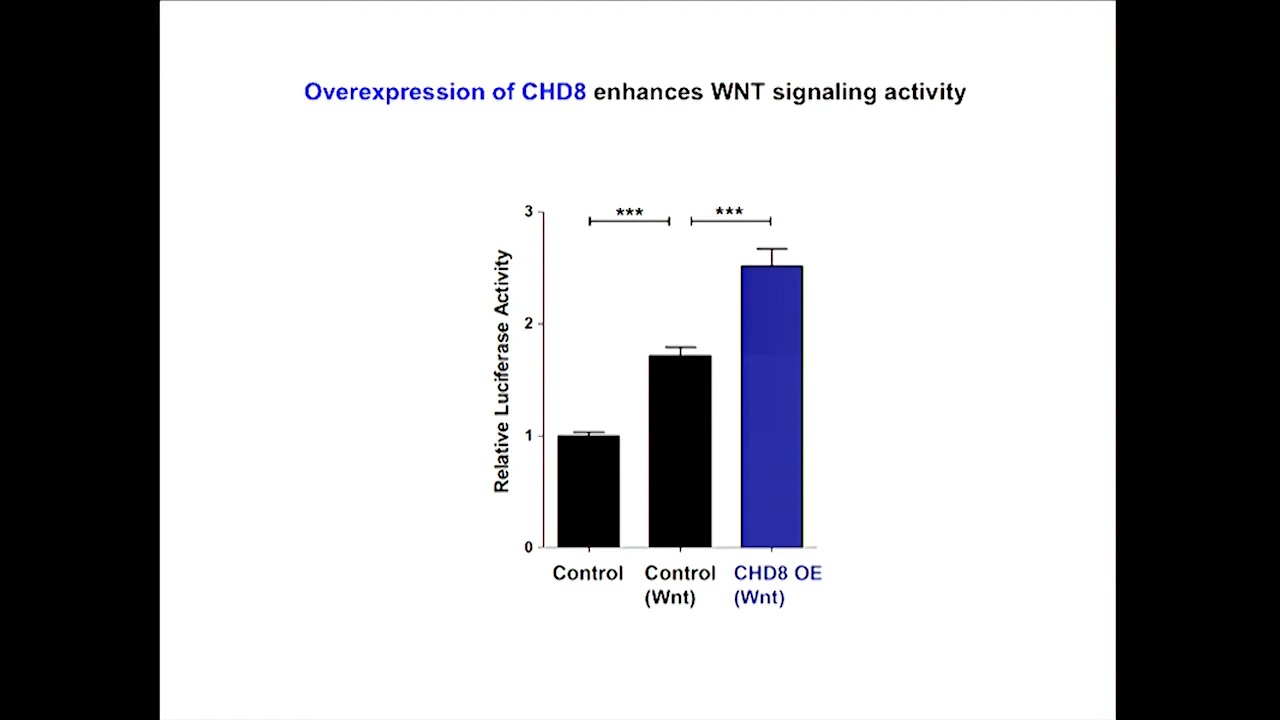 Overexpression of CHD8 enhances WNT signaling activity
*** ***
3
2
1
0
Relative Luciferase Activity
Control Control CHD8 OE
(Wnt) (Wnt)